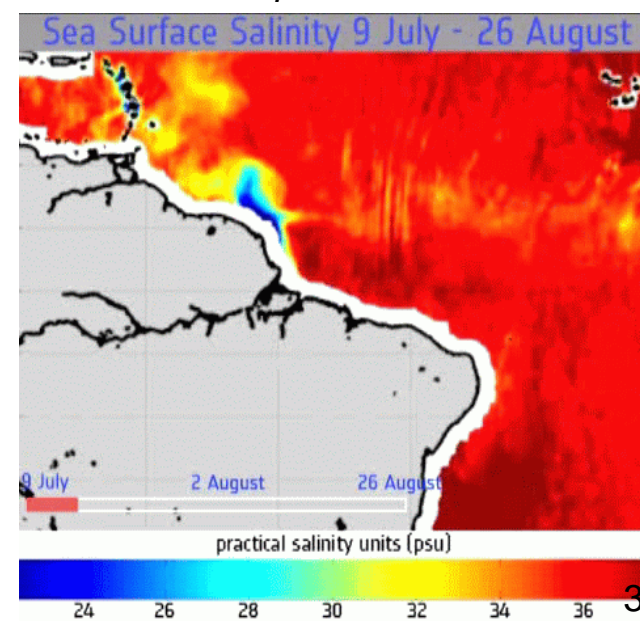 Sea Surface Salinity 9 July - 26 August
9 July 2 August 26 August
practical salinity units (psu)
24 26 28 30 32 34 36 3